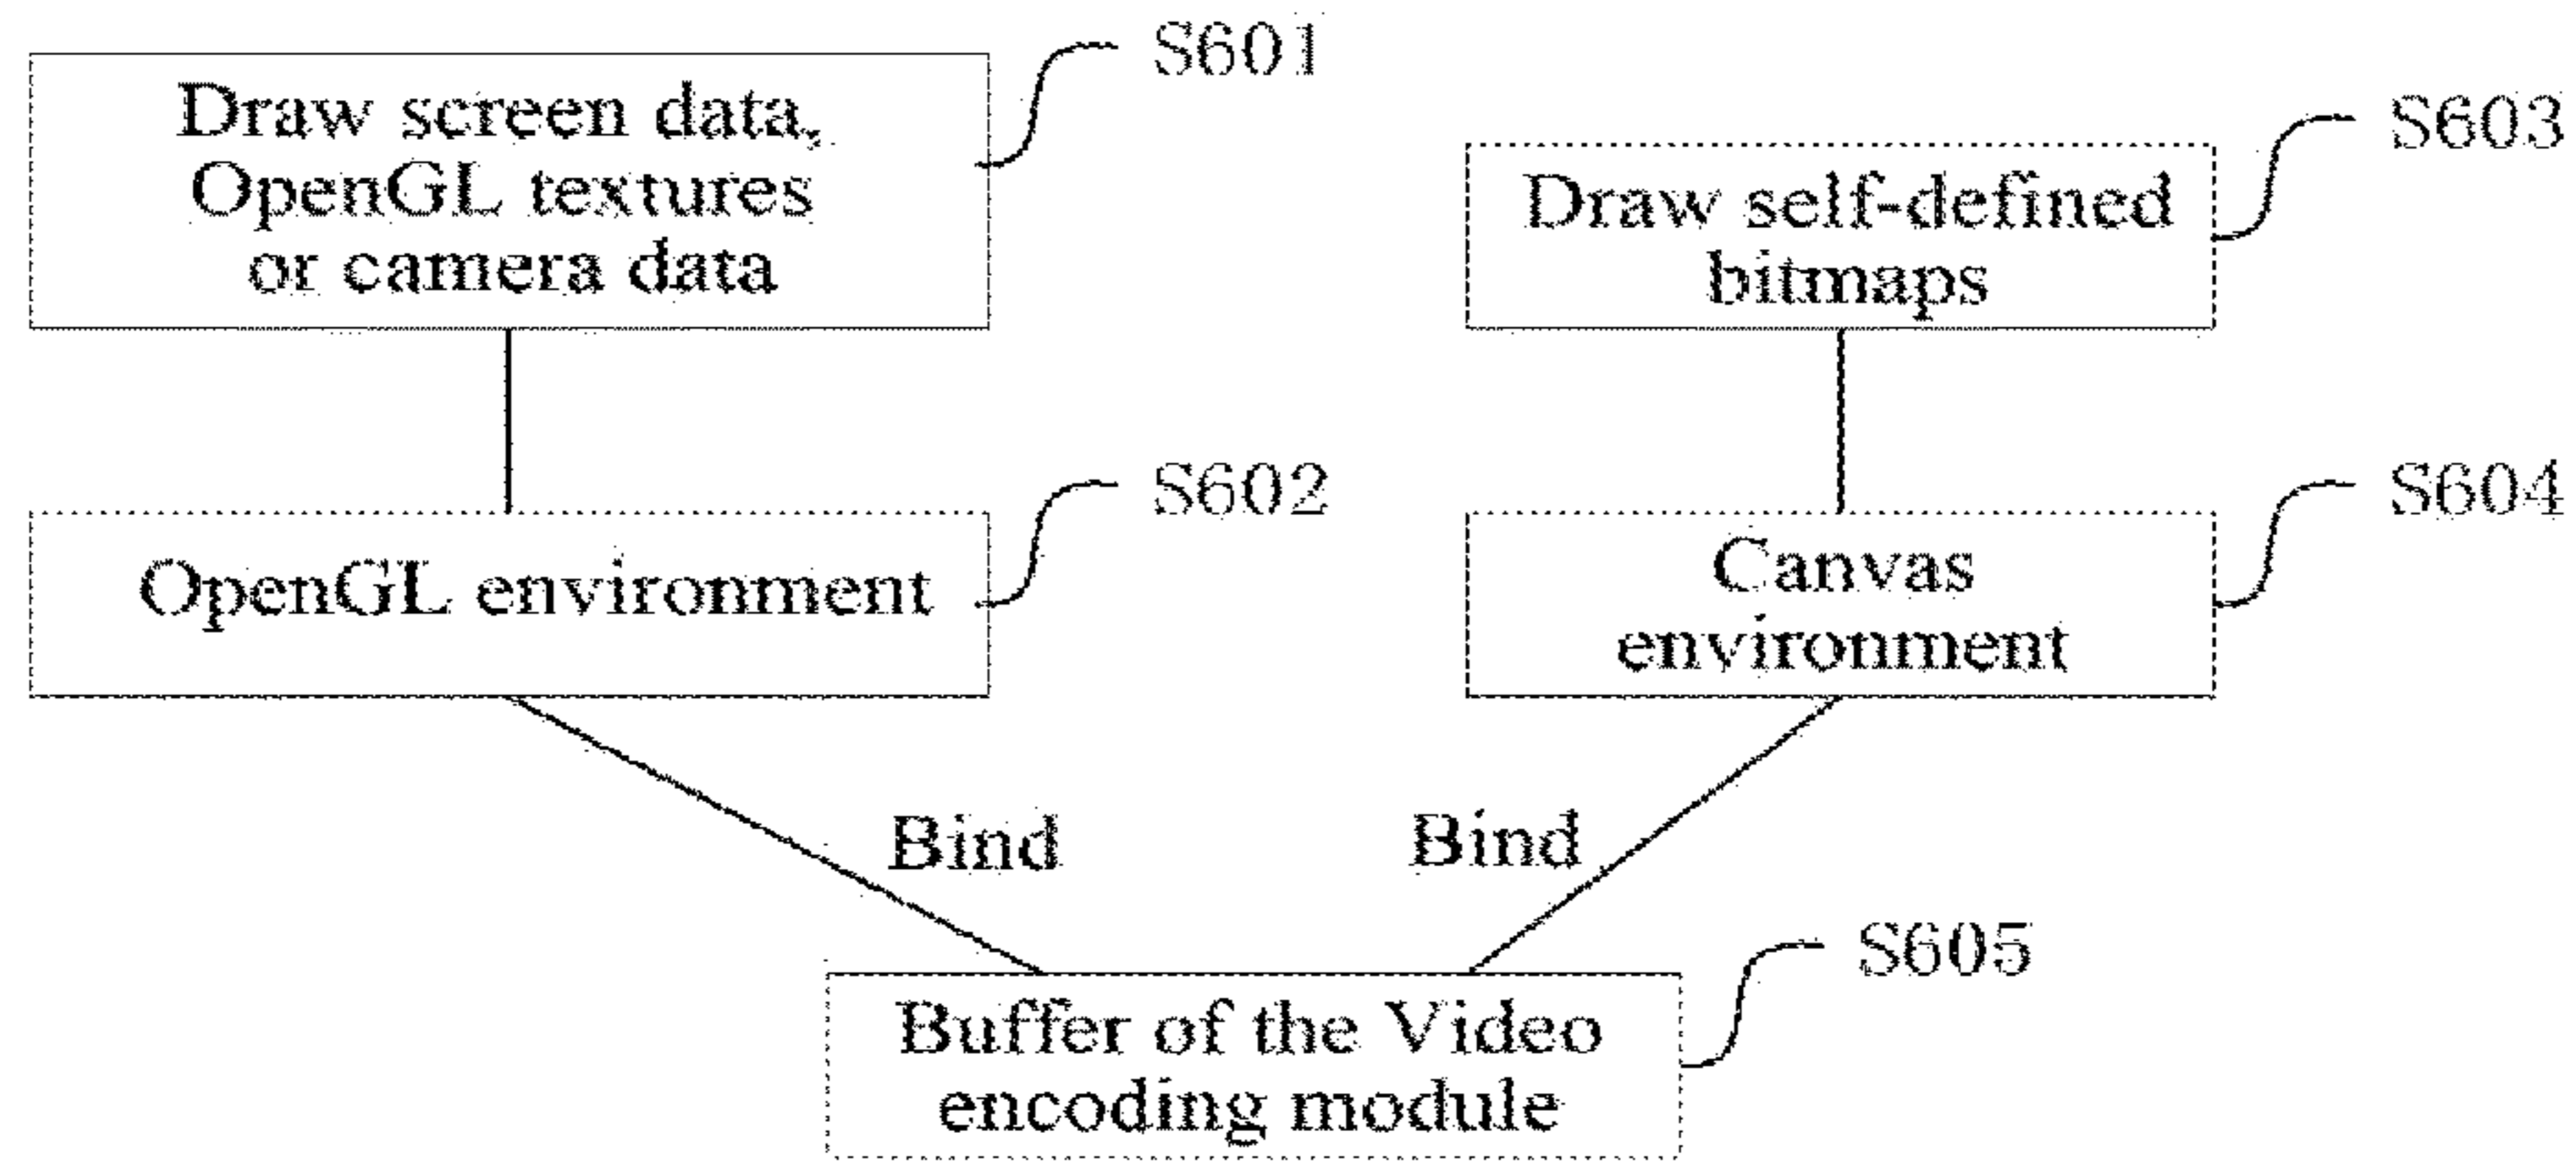 S601
Draw screen data,
OpenGL textures
or camera data
S603
Draw self-defined
bitmaps
S602
OpenGL environment
S604
Canvas
environment
Bind
Bind
S605
Buffer of the Video
encoding module